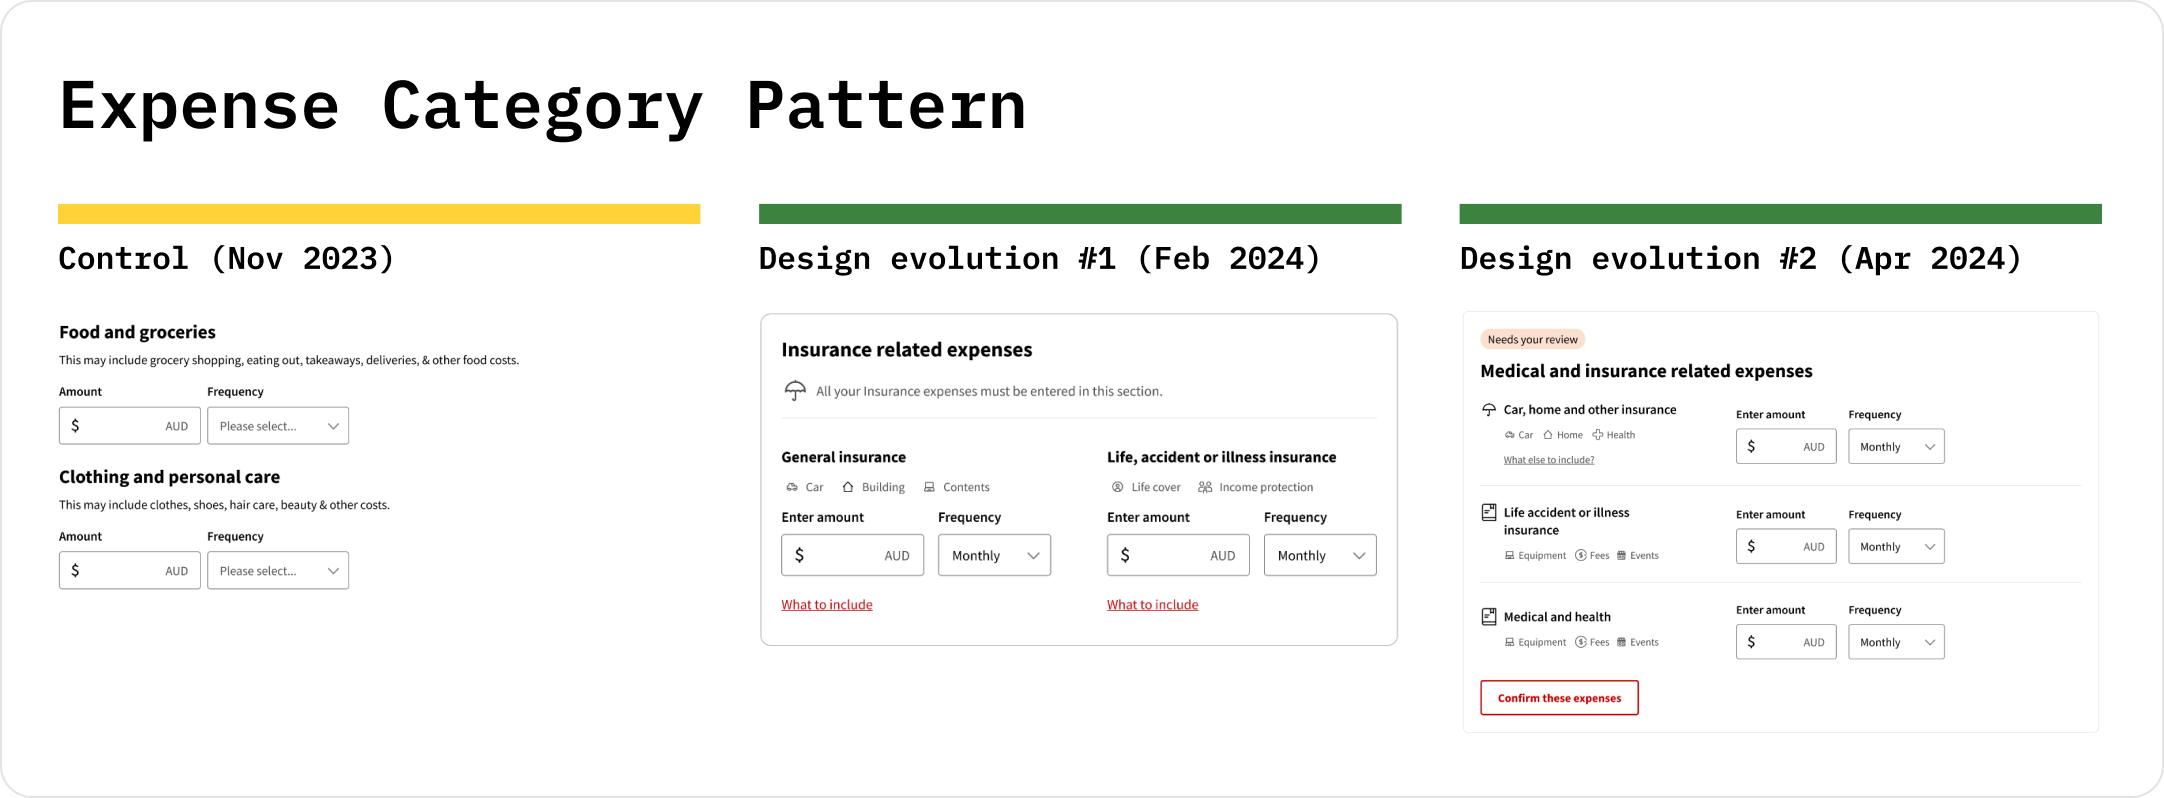 Expense Category Pattern
Control (Nov 2023)
Food and groceries
This may include grocery shopping, eating out, takeaways, deliveries, & other food costs.
Amount Frequency
$ AUD Please select...
Clothing and personal care
This may include clothes, shoes, hair care, beauty & other costs.
Amount Frequency
$ AUD Please select...
Design evolution #1 (Feb 2024)
Insurance related expenses
All your Insurance expenses must be entered in this section.
General insurance
Car Building Contents
Enter amount Frequency
$ AUD Monthly
What to include
Life, accident or illness insurance
Life cover Income protection
Enter amount Frequency
$ AUD Monthly
What to include
Design evolution #2 (Apr 2024)
Needs your review
Medical and insurance related expenses
Car, home and other insurance
Car Home Health
What else to include?
Enter amount Frequency
$ AUD Monthly
Life accident or illness
insurance
Equipment Fees Events
Enter amount Frequency
$ AUD Monthly
Medical and health
Equipment Fees Events
Enter amount Frequency
$ AUD Monthly
Confirm these expenses